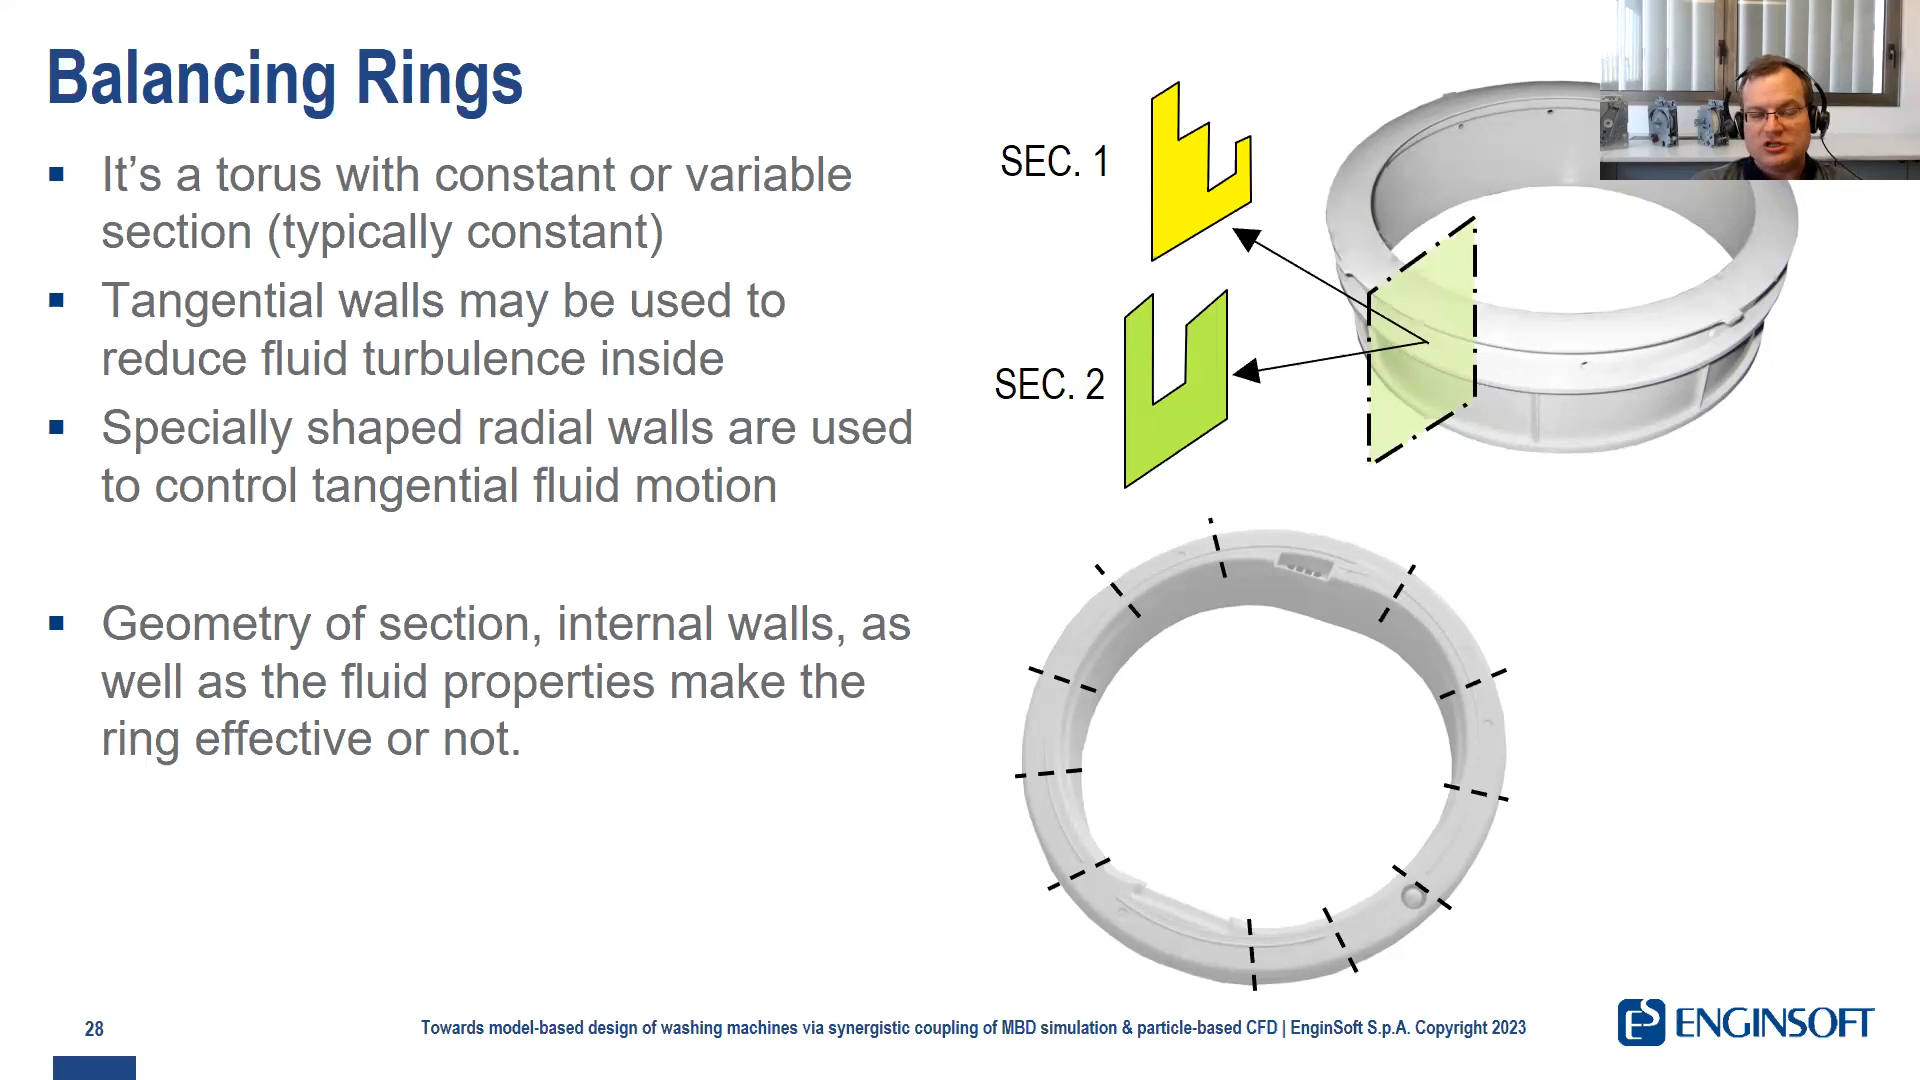 Balancing Rings
▪ It’s a torus with constant or variable
section (typically constant)
▪ Tangential walls may be used to
reduce fluid turbulence inside
▪ Specially shaped radial walls are used
to control tangential fluid motion
▪ Geometry of section, internal walls, as
well as the fluid properties make the
ring effective or not.
SEC. 1
SEC. 2
28
Towards model-based design of washing machines via synergistic coupling of MBD simulation & particle-based CFD | EnginSoft S.p.A. Copyright 2023
ES ENGINSOFT